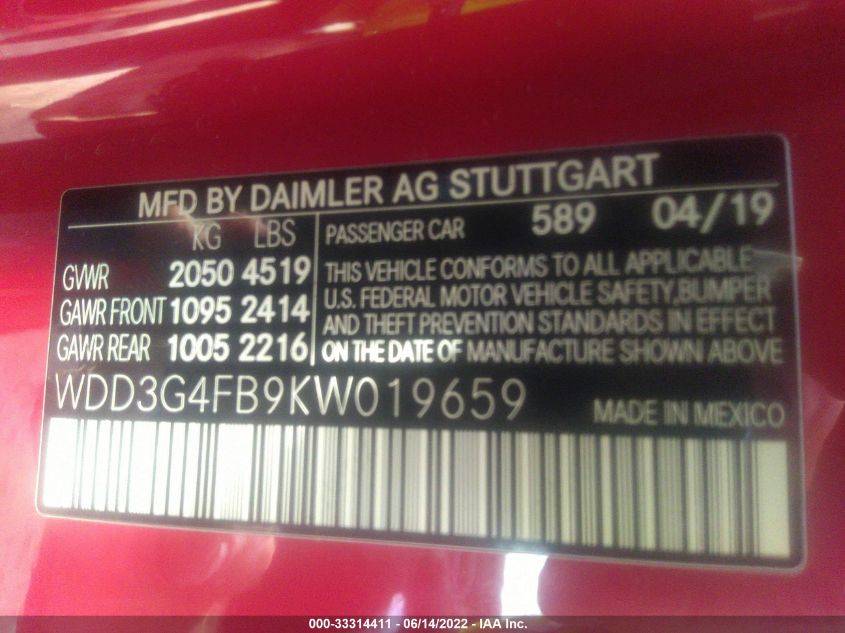 MFD BY DAIMLER AG STUTTGART
KG LBS
GVWR 2050 4519
GAWR FRONT 1095 2414
GAWR REAR 1005 2216
PASSENGER CAR 589 04/19
THIS VEHICLE CONFORMS TO ALL APPLICABLE
U.S. FEDERAL MOTOR VEHICLE SAFETY, BUMPER
AND THEFT PREVENTION STANDARDS IN EFFECT
ON THE DATE OF MANUFACTURE SHOWN ABOVE
WDD3G4FB9KW019659 MADE IN MEXICO
000-33314411 - 06/14/2022 - IAA Inc.